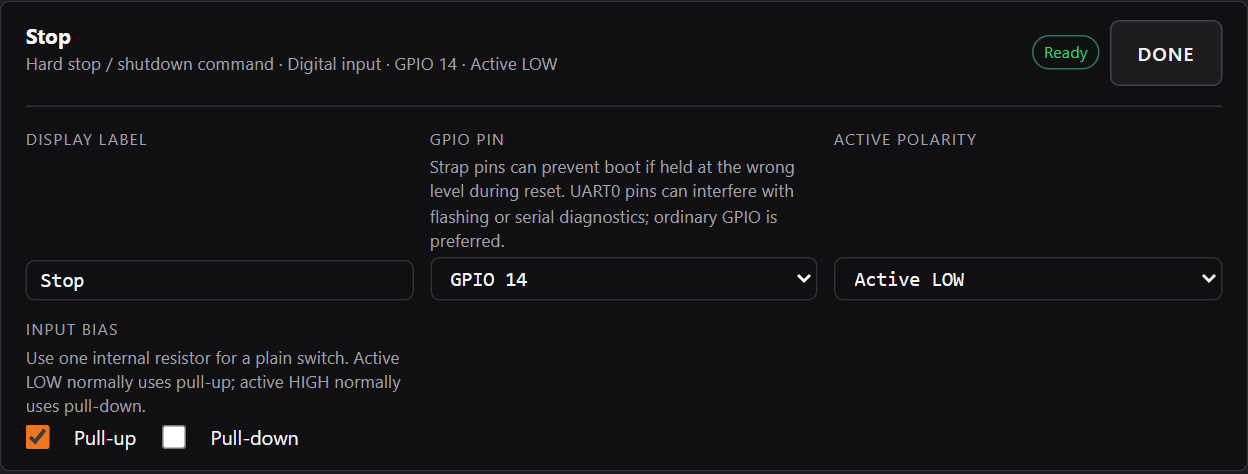 Stop
Hard stop / shutdown command · Digital input · GPIO 14 · Active LOW
Ready
DONE
DISPLAY LABEL
Stop
GPIO PIN
Strap pins can prevent boot if held at the wrong
level during reset. UART0 pins can interfere with
flashing or serial diagnostics; ordinary GPIO is
preferred.
GPIO 14
ACTIVE POLARITY
Active LOW
INPUT BIAS
Use one internal resistor for a plain switch. Active
LOW normally uses pull-up; active HIGH normally
uses pull-down.
Pull-up
Pull-down